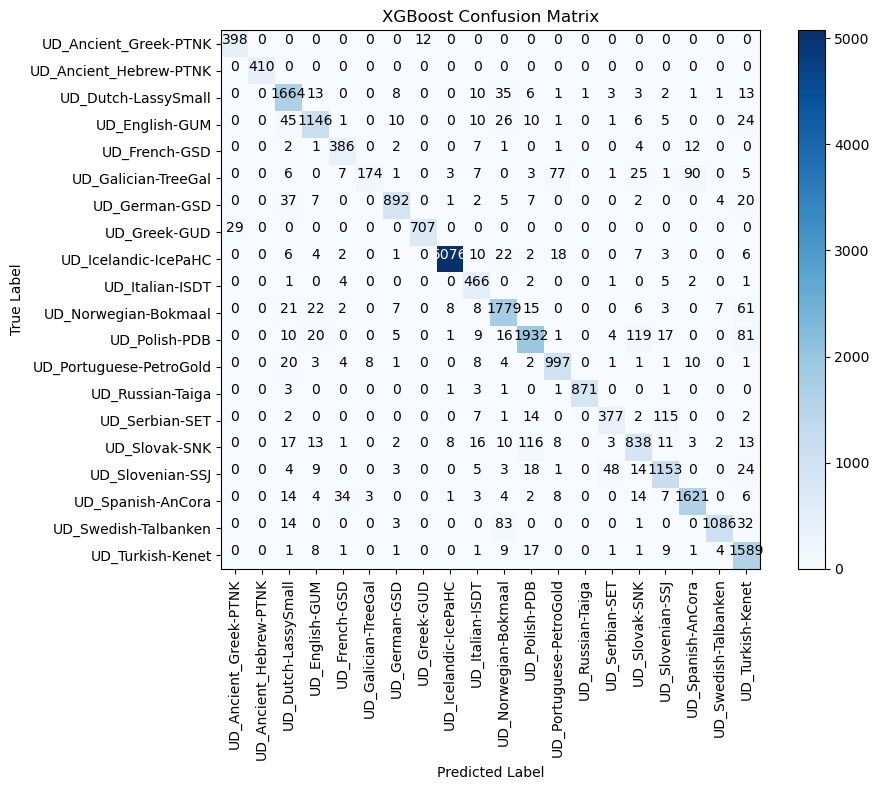 XGBoost Confusion Matrix
True Label
UD_Ancient_Greek-PTNK 398 0 0 0 0 0 0 12 0 0 0 0 0 0 0 0 0 0 0 0
UD_Ancient_Hebrew-PTNK 0 410 0 0 0 0 0 0 0 0 0 0 0 0 0 0 0 0 0 0
UD_Dutch-LassySmall 0 0 1664 13 0 0 8 0 0 10 35 6 1 1 3 3 2 1 1 13
UD_English-GUM 0 0 45 1146 1 0 10 0 0 10 26 10 1 0 6 5 0 0 24
UD_French-GSD 0 0 2 1 386 0 2 0 0 7 1 0 1 0 0 4 0 12 0 0
UD_Galician-TreeGal 0 0 6 0 7 174 1 0 3 7 0 3 77 0 1 25 1 90 0 5
UD_German-GSD 0 0 37 7 0 0 892 0 1 2 5 7 0 0 0 2 0 0 4 20
UD_Greek-GUD 29 0 0 0 0 0 0 707 0 0 0 0 0 0 0 0 0 0 0 0
UD_Icelandic-IcePaHC 0 0 6 4 2 0 1 0 5076 10 22 2 18 0 0 7 3 0 0 6
UD_Italian-ISDT 0 0 1 0 4 0 0 0 0 466 0 2 0 0 1 0 5 2 0 1
UD_Norwegian-Bokmaal 0 0 21 22 2 0 7 0 8 8 1779 15 0 0 0 6 3 0 7 61
UD_Polish-PDB 0 0 10 20 0 0 5 0 1 9 16 1932 1 0 4 119 17 0 0 81
UD_Portuguese-PetroGold 0 0 20 3 4 8 1 0 0 8 4 2 997 0 1 1 1 10 0 1
UD_Russian-Taiga 0 0 3 0 0 0 0 0 1 3 1 0 1 871 0 0 1 0 0 1
UD_Serbian-SET 0 0 2 0 0 0 0 0 0 7 1 14 0 0 377 2 115 0 0 2
UD_Slovak-SNK 0 0 17 13 1 0 2 0 8 16 10 116 8 0 3 838 11 3 2 13
UD_Slovenian-SSJ 0 0 4 9 0 0 3 0 0 5 3 18 1 0 48 14 1153 0 0 24
UD_Spanish-AnCora 0 0 14 4 34 3 0 0 1 3 4 2 8 0 0 14 7 1621 0 6
UD_Swedish-Talbanken 0 0 14 0 0 0 3 0 0 0 83 0 0 0 0 1 0 0 1086 32
UD_Turkish-Kenet 0 0 1 8 1 0 1 0 0 1 9 17 0 0 1 1 9 1 4 1589
UD_Ancient_Greek-PTNK
UD_Ancient_Hebrew-PTNK
UD_Dutch-LassySmall
UD_English-GUM
UD_French-GSD
UD_Galician-TreeGal
UD_German-GSD
UD_Greek-GUD
UD_Icelandic-IcePaHC
UD_Italian-ISDT
UD_Norwegian-Bokmaal
UD_Polish-PDB
UD_Portuguese-PetroGold
UD_Russian-Taiga
UD_Serbian-SET
UD_Slovak-SNK
UD_Slovenian-SSJ
UD_Spanish-AnCora
UD_Swedish-Talbanken
UD_Turkish-Kenet
Predicted Label
5000
4000
3000
2000
1000
0